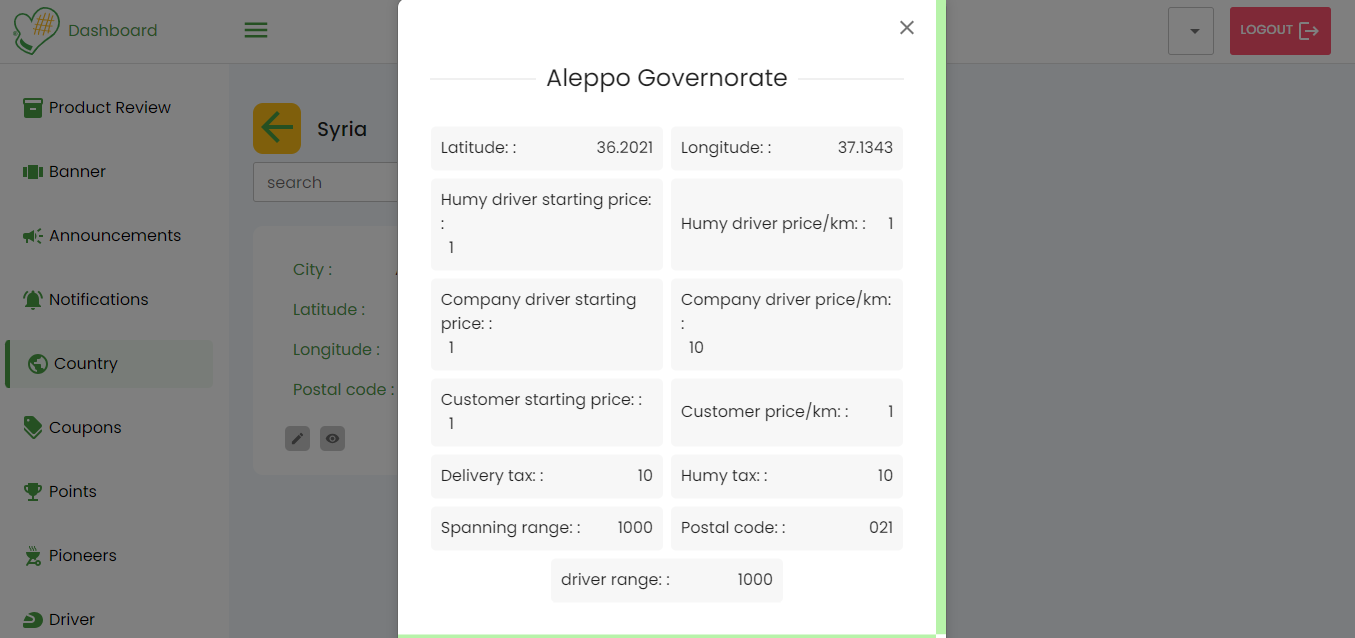 Dashboard
LOGOUT
Product Review
Banner
Announcements
Notifications
Country
Coupons
Points
Pioneers
Driver
Syria
search
City :
Latitude :
Longitude :
Postal code :
Aleppo Governorate
Latitude: : 36.2021
Longitude: : 37.1343
Humy driver starting price:
:
1
Humy driver price/km: : 1
Company driver starting
price: :
1
Company driver price/km:
:
10
Customer starting price: :
1
Customer price/km: : 1
Delivery tax: : 10
Humy tax: : 10
Spanning range: : 1000
Postal code: : 021
driver range: : 1000